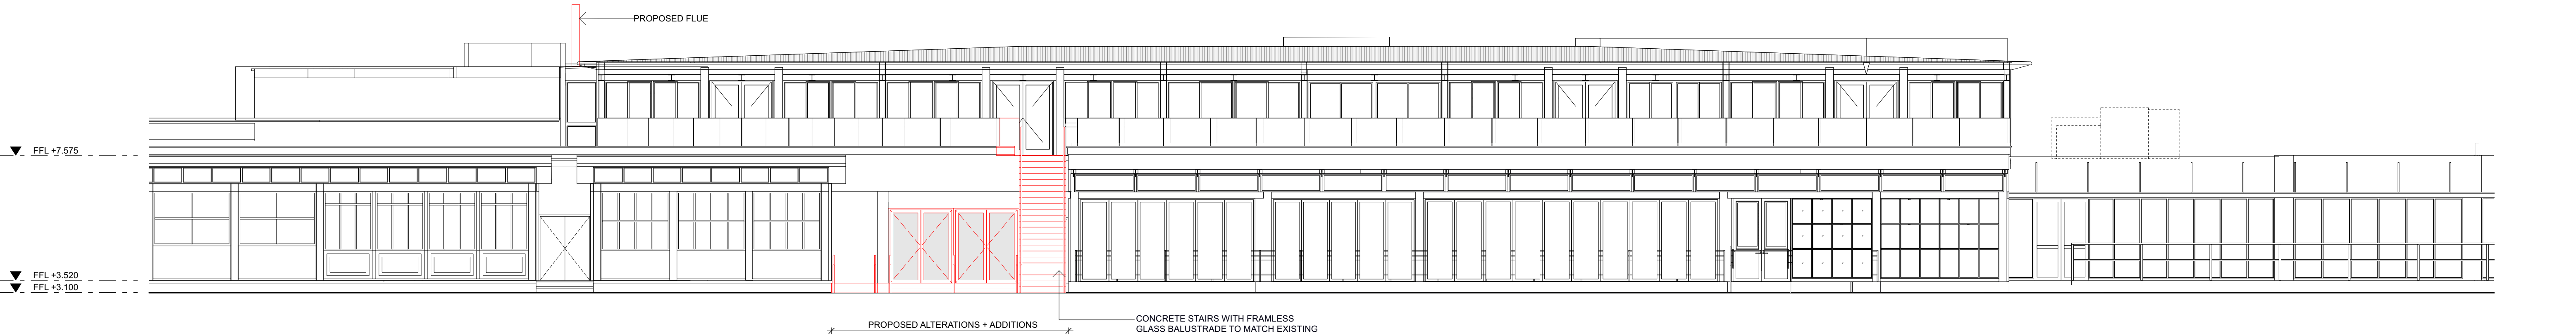 PROPOSED FLUE
FFL +7.575
FFL +3.520
FFL +3.100
PROPOSED ALTERATIONS + ADDITIONS
CONCRETE STAIRS WITH FRAMLESS
GLASS BALUSTRADE TO MATCH EXISTING